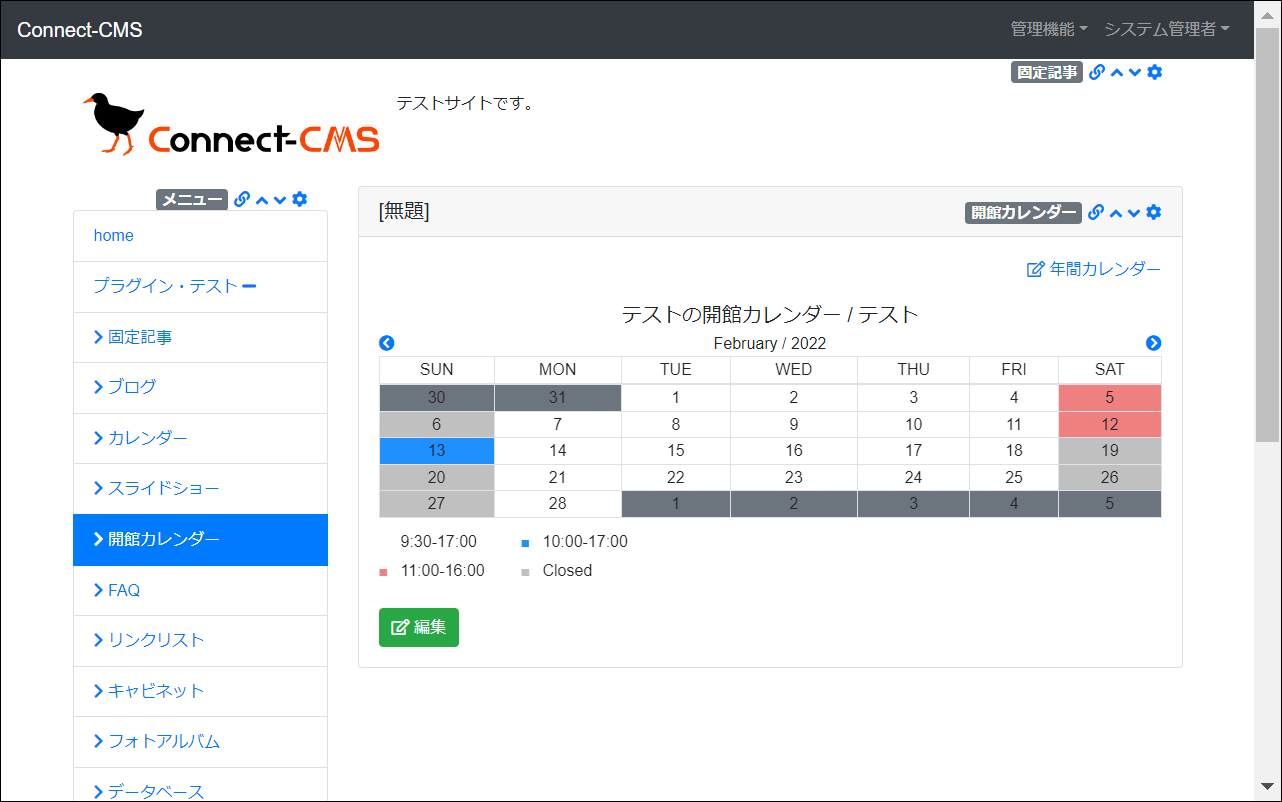 Connect-CMS
管理機能 システム管理者
固定記事
Connect-CMS
テストサイトです。
メニュー
home
プラグイン・テスト
固定記事
ブログ
カレンダー
スライドショー
開館カレンダー
FAQ
リンクリスト
キャビネット
フォトアルバム
データベース
[無題]
開館カレンダー
年間カレンダー
テストの開館カレンダー / テスト
February / 2022
SUN MON TUE WED THU FRI SAT
30 31 1 2 3 4 5
6 7 8 9 10 11 12
13 14 15 16 17 18 19
20 21 22 23 24 25 26
27 28 1 2 3 4 5
9:30-17:00 10:00-17:00
11:00-16:00 Closed
編集